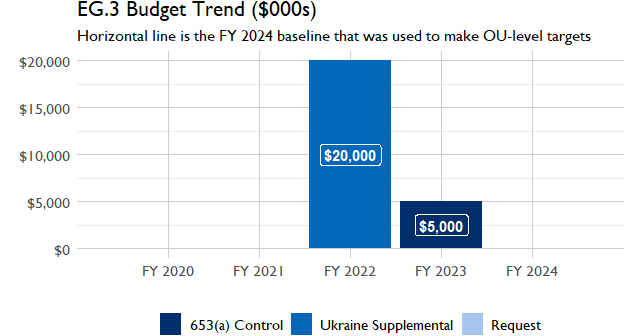 EG.3 Budget Trend ($000s)
Horizontal line is the FY 2024 baseline that was used to make OU-level targets
$20,000
$15,000
$10,000
$5,000
$0
$20,000
$5,000
FY 2020 FY 2021 FY 2022 FY 2023 FY 2024
653(a) Control Ukraine Supplemental Request